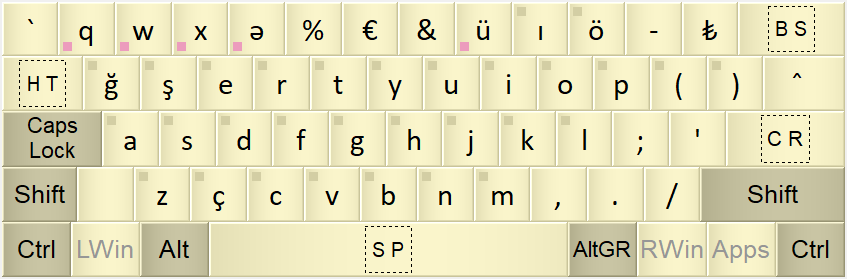 ` q w x ə % € & ü ı ö - ₺ BS
HT ğ ş e r t y u i o p ( ) ^
Caps Lock a s d f g h j k l ; ' CR
Shift z ç c v b n m , . / Shift
Ctrl LWin Alt SP AltGR RWin Apps Ctrl